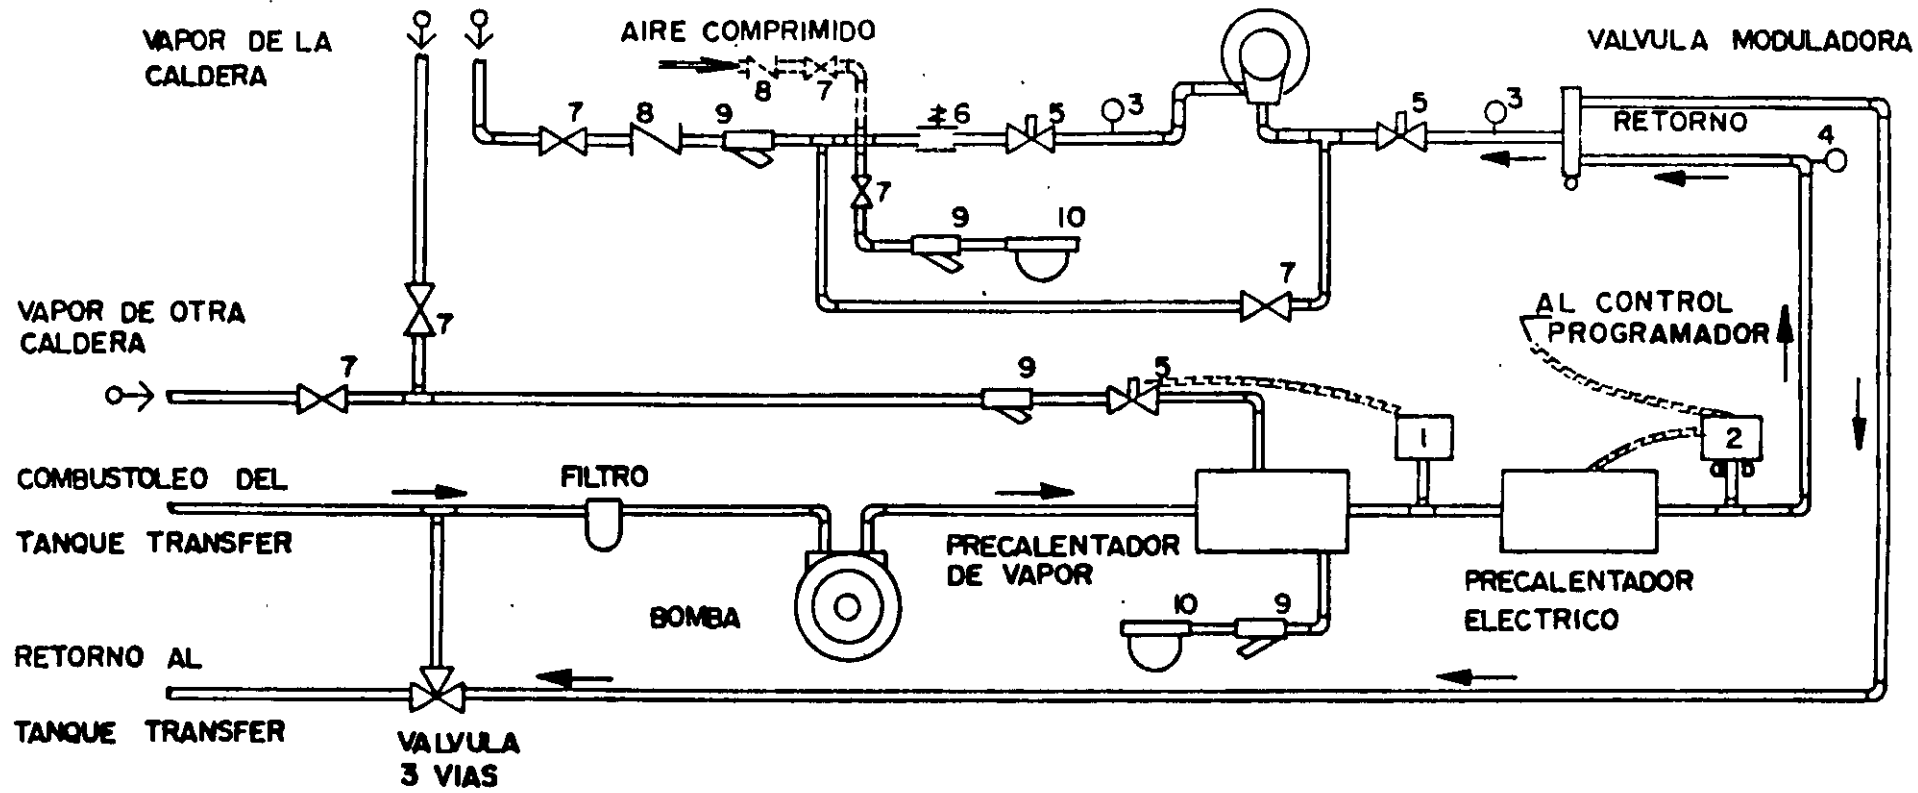 VAPOR DE LA
CALDERA
AIRE COMPRIMIDO
VALVULA MODULADORA
8
7
7
8
9
6
5
3
5
3
RETORNO
4
7
9
10
7
VAPOR DE OTRA
CALDERA
7
7
AL CONTROL
PROGRAMADOR
9
5
1
2
COMBUSTOLEO DEL
TANQUE TRANSFER
FILTRO
BOMBA
PRECALENTADOR
DE VAPOR
PRECALENTADOR
ELECTRICO
10
9
RETORNO AL
TANQUE TRANSFER
VALVULA
3 VIAS